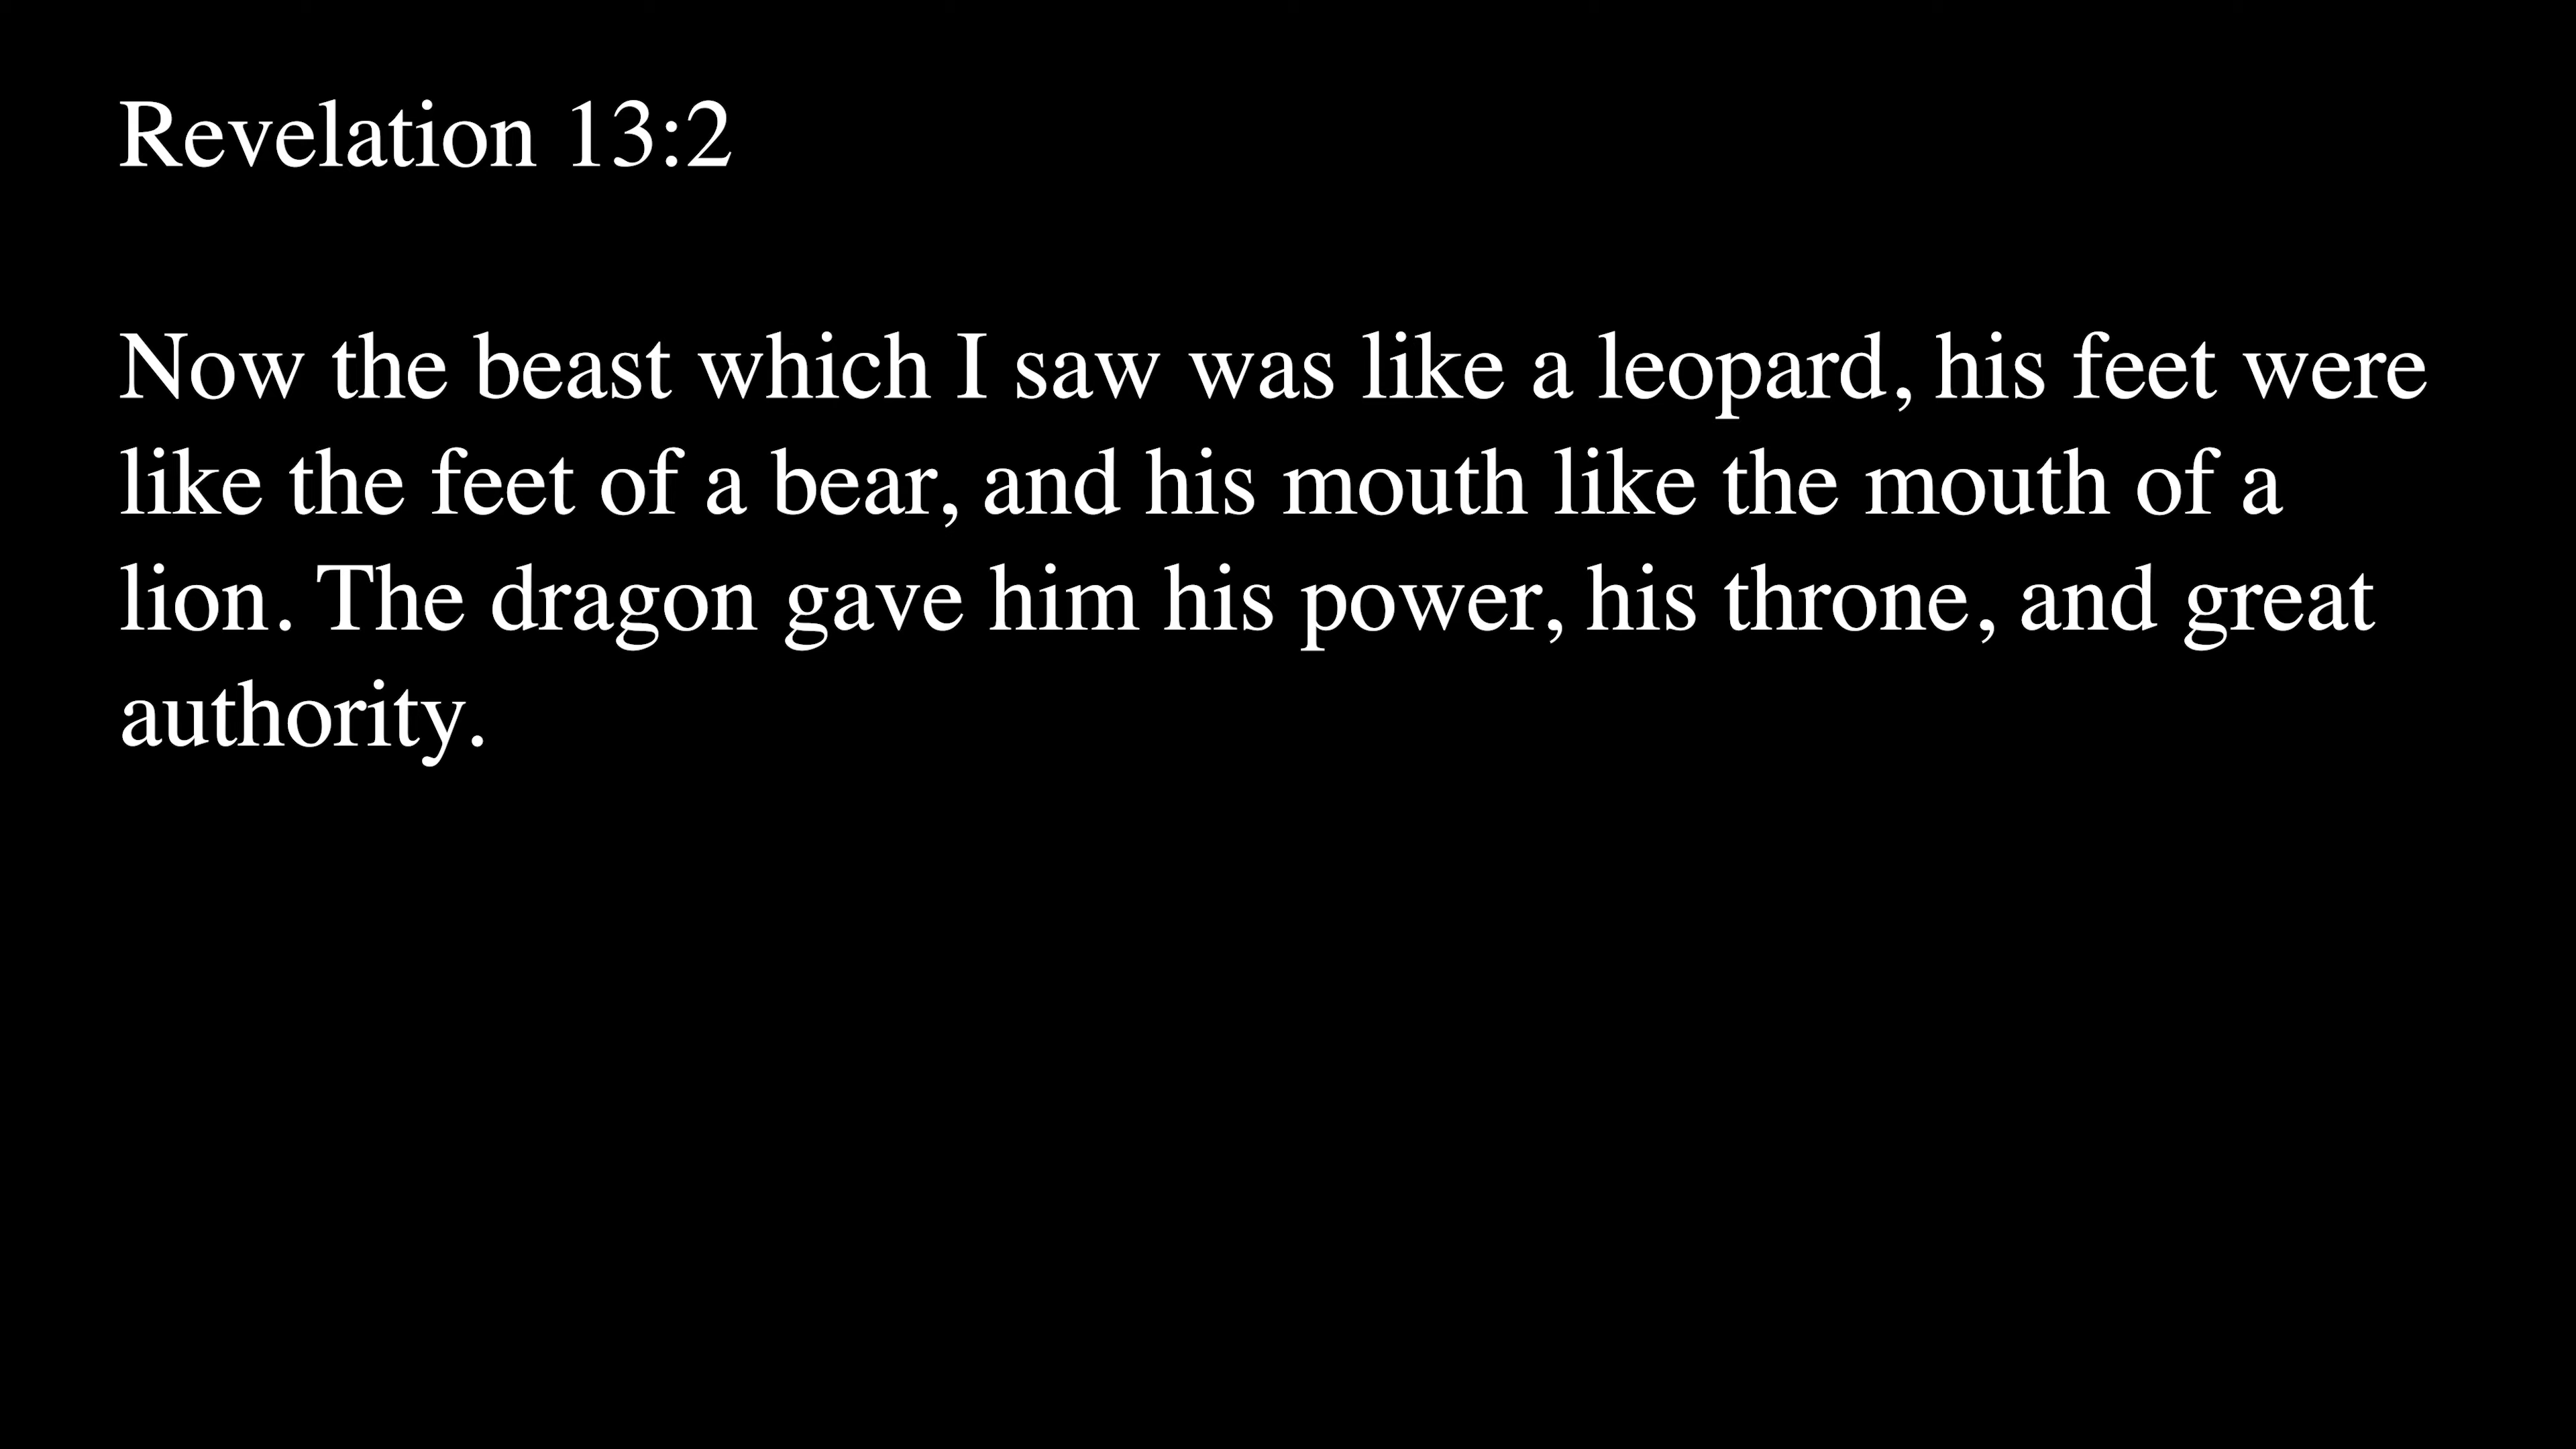 Revelation 13:2
Now the beast which I saw was like a leopard, his feet were
like the feet of a bear, and his mouth like the mouth of a
lion. The dragon gave him his power, his throne, and great
authority.